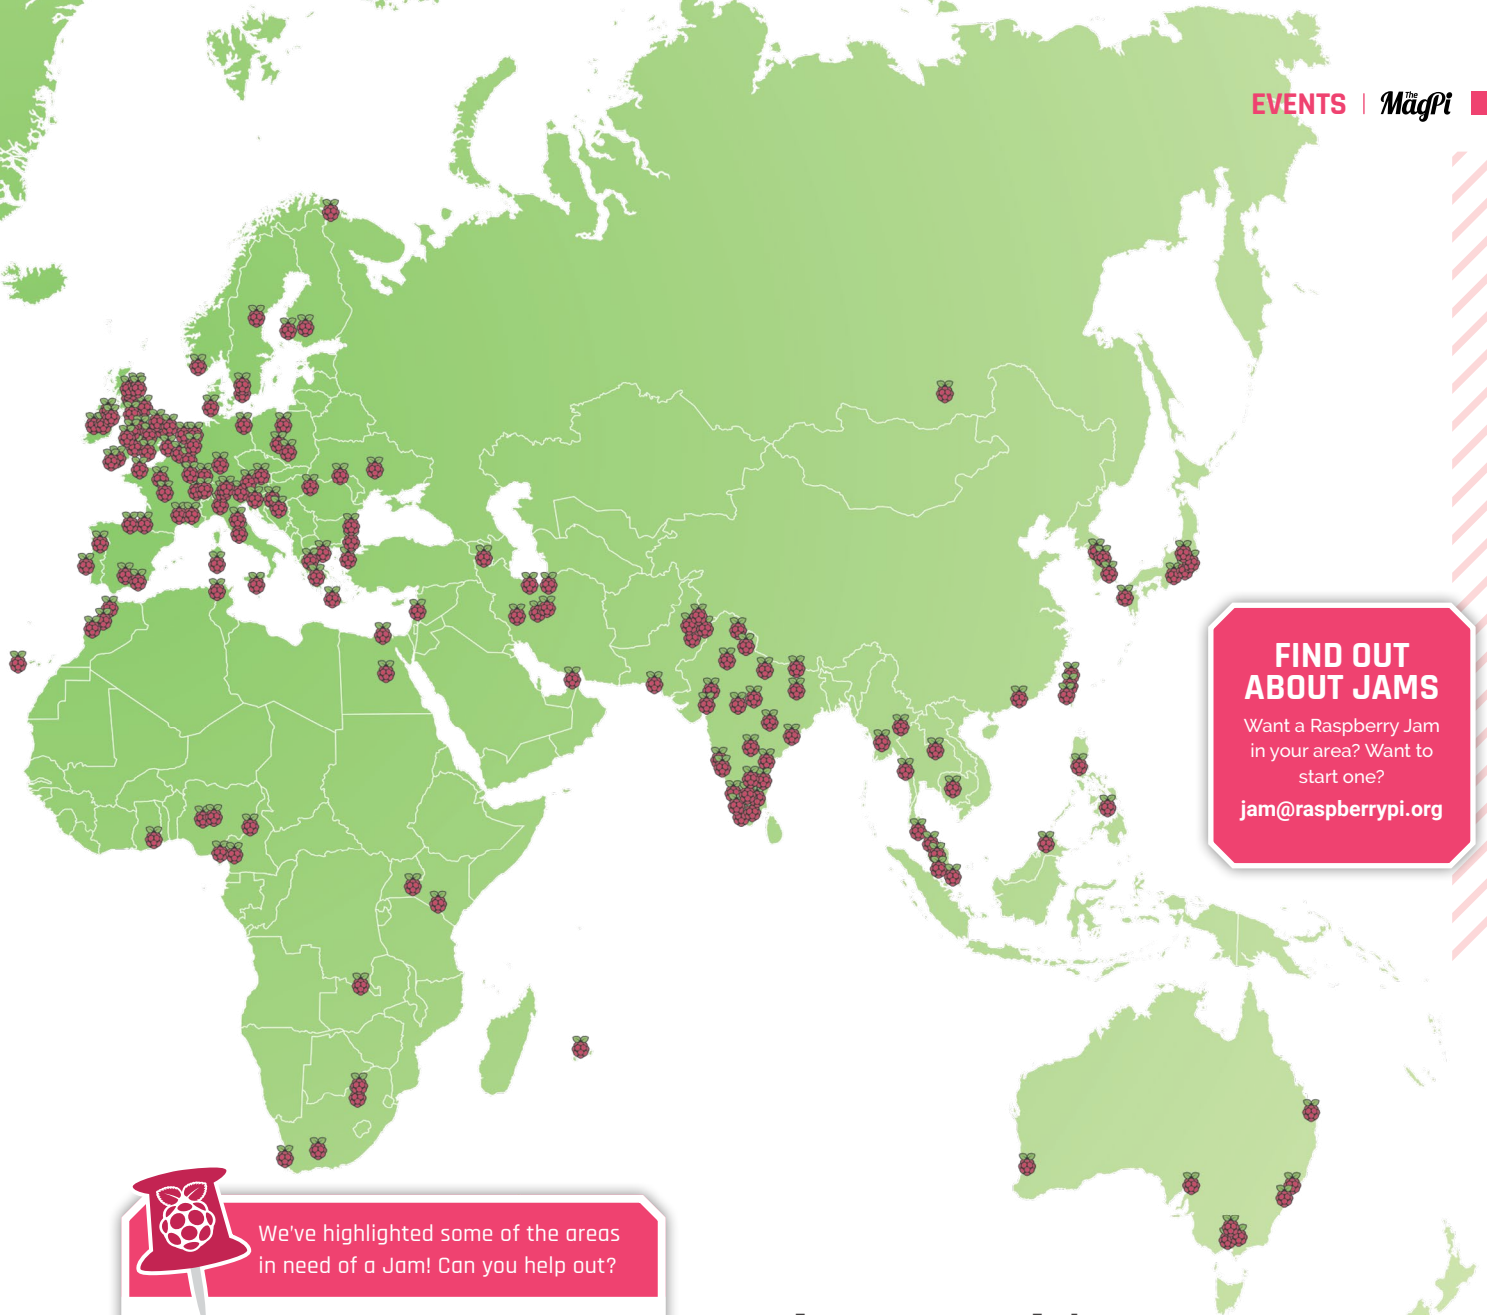 EVENTS | The MagPi
FIND OUT
ABOUT JAMS
Want a Raspberry Jam
in your area? Want to
start one?
jam@raspberrypi.org
We've highlighted some of the areas
in need of a Jam! Can you help out?